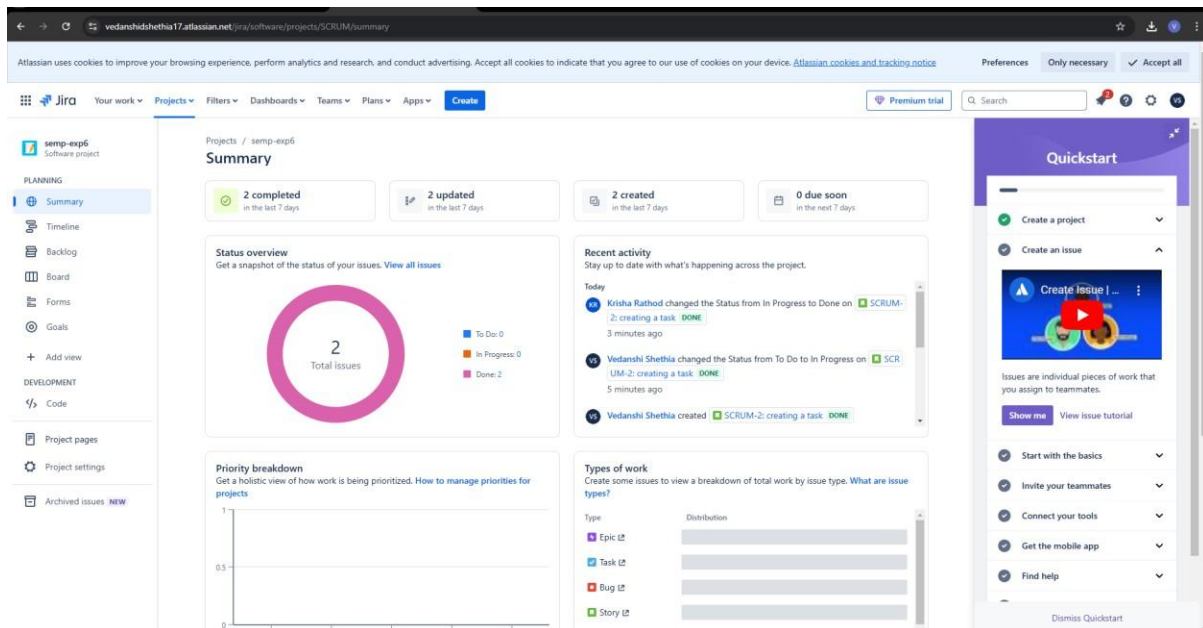 vedanshidshethia17.atlassian.net/jira/software/projects/SCRUM/summary
Atlassian uses cookies to improve your browsing experience, perform analytics and research, and conduct advertising. Accept all cookies to indicate that you agree to our use of cookies on your device. Atlassian cookies and tracking notice
Preferences
Only necessary
Accept all
Jira
Your work
Projects
Filters
Dashboards
Teams
Plans
Apps
Create
Premium trial
Search
2
VS
semp-exp6
Software project
PLANNING
Summary
Timeline
Backlog
Board
Forms
Goals
Add view
DEVELOPMENT
Code
Project pages
Project settings
Archived issues NEW
Projects / semp-exp6
Summary
2 completed
in the last 7 days
2 updated
in the last 7 days
2 created
in the last 7 days
0 due soon
in the next 7 days
Status overview
Get a snapshot of the status of your issues. View all issues
2
Total issues
To Do: 0
In Progress: 0
Done: 2
Recent activity
Stay up to date with what's happening across the project.
Today
KR
Krisha Rathod changed the Status from In Progress to Done on SCRUM-
2: creating a task DONE
3 minutes ago
VS
Vedanshi Shethia changed the Status from To Do to In Progress on SCR
UM-2: creating a task DONE
5 minutes ago
VS
Vedanshi Shethia created SCRUM-2: creating a task DONE
Priority breakdown
Get a holistic view of how work is being prioritized. How to manage priorities for
projects
1
0.5
0
Types of work
Create some issues to view a breakdown of total work by issue type. What are issue
types?
Type
Distribution
Epic
Task
Bug
Story
Quickstart
Create a project
Create an issue
Create Issue | ...
Issues are individual pieces of work that
you assign to teammates.
Show me
View issue tutorial
Start with the basics
Invite your teammates
Connect your tools
Get the mobile app
Find help
Dismiss Quickstart